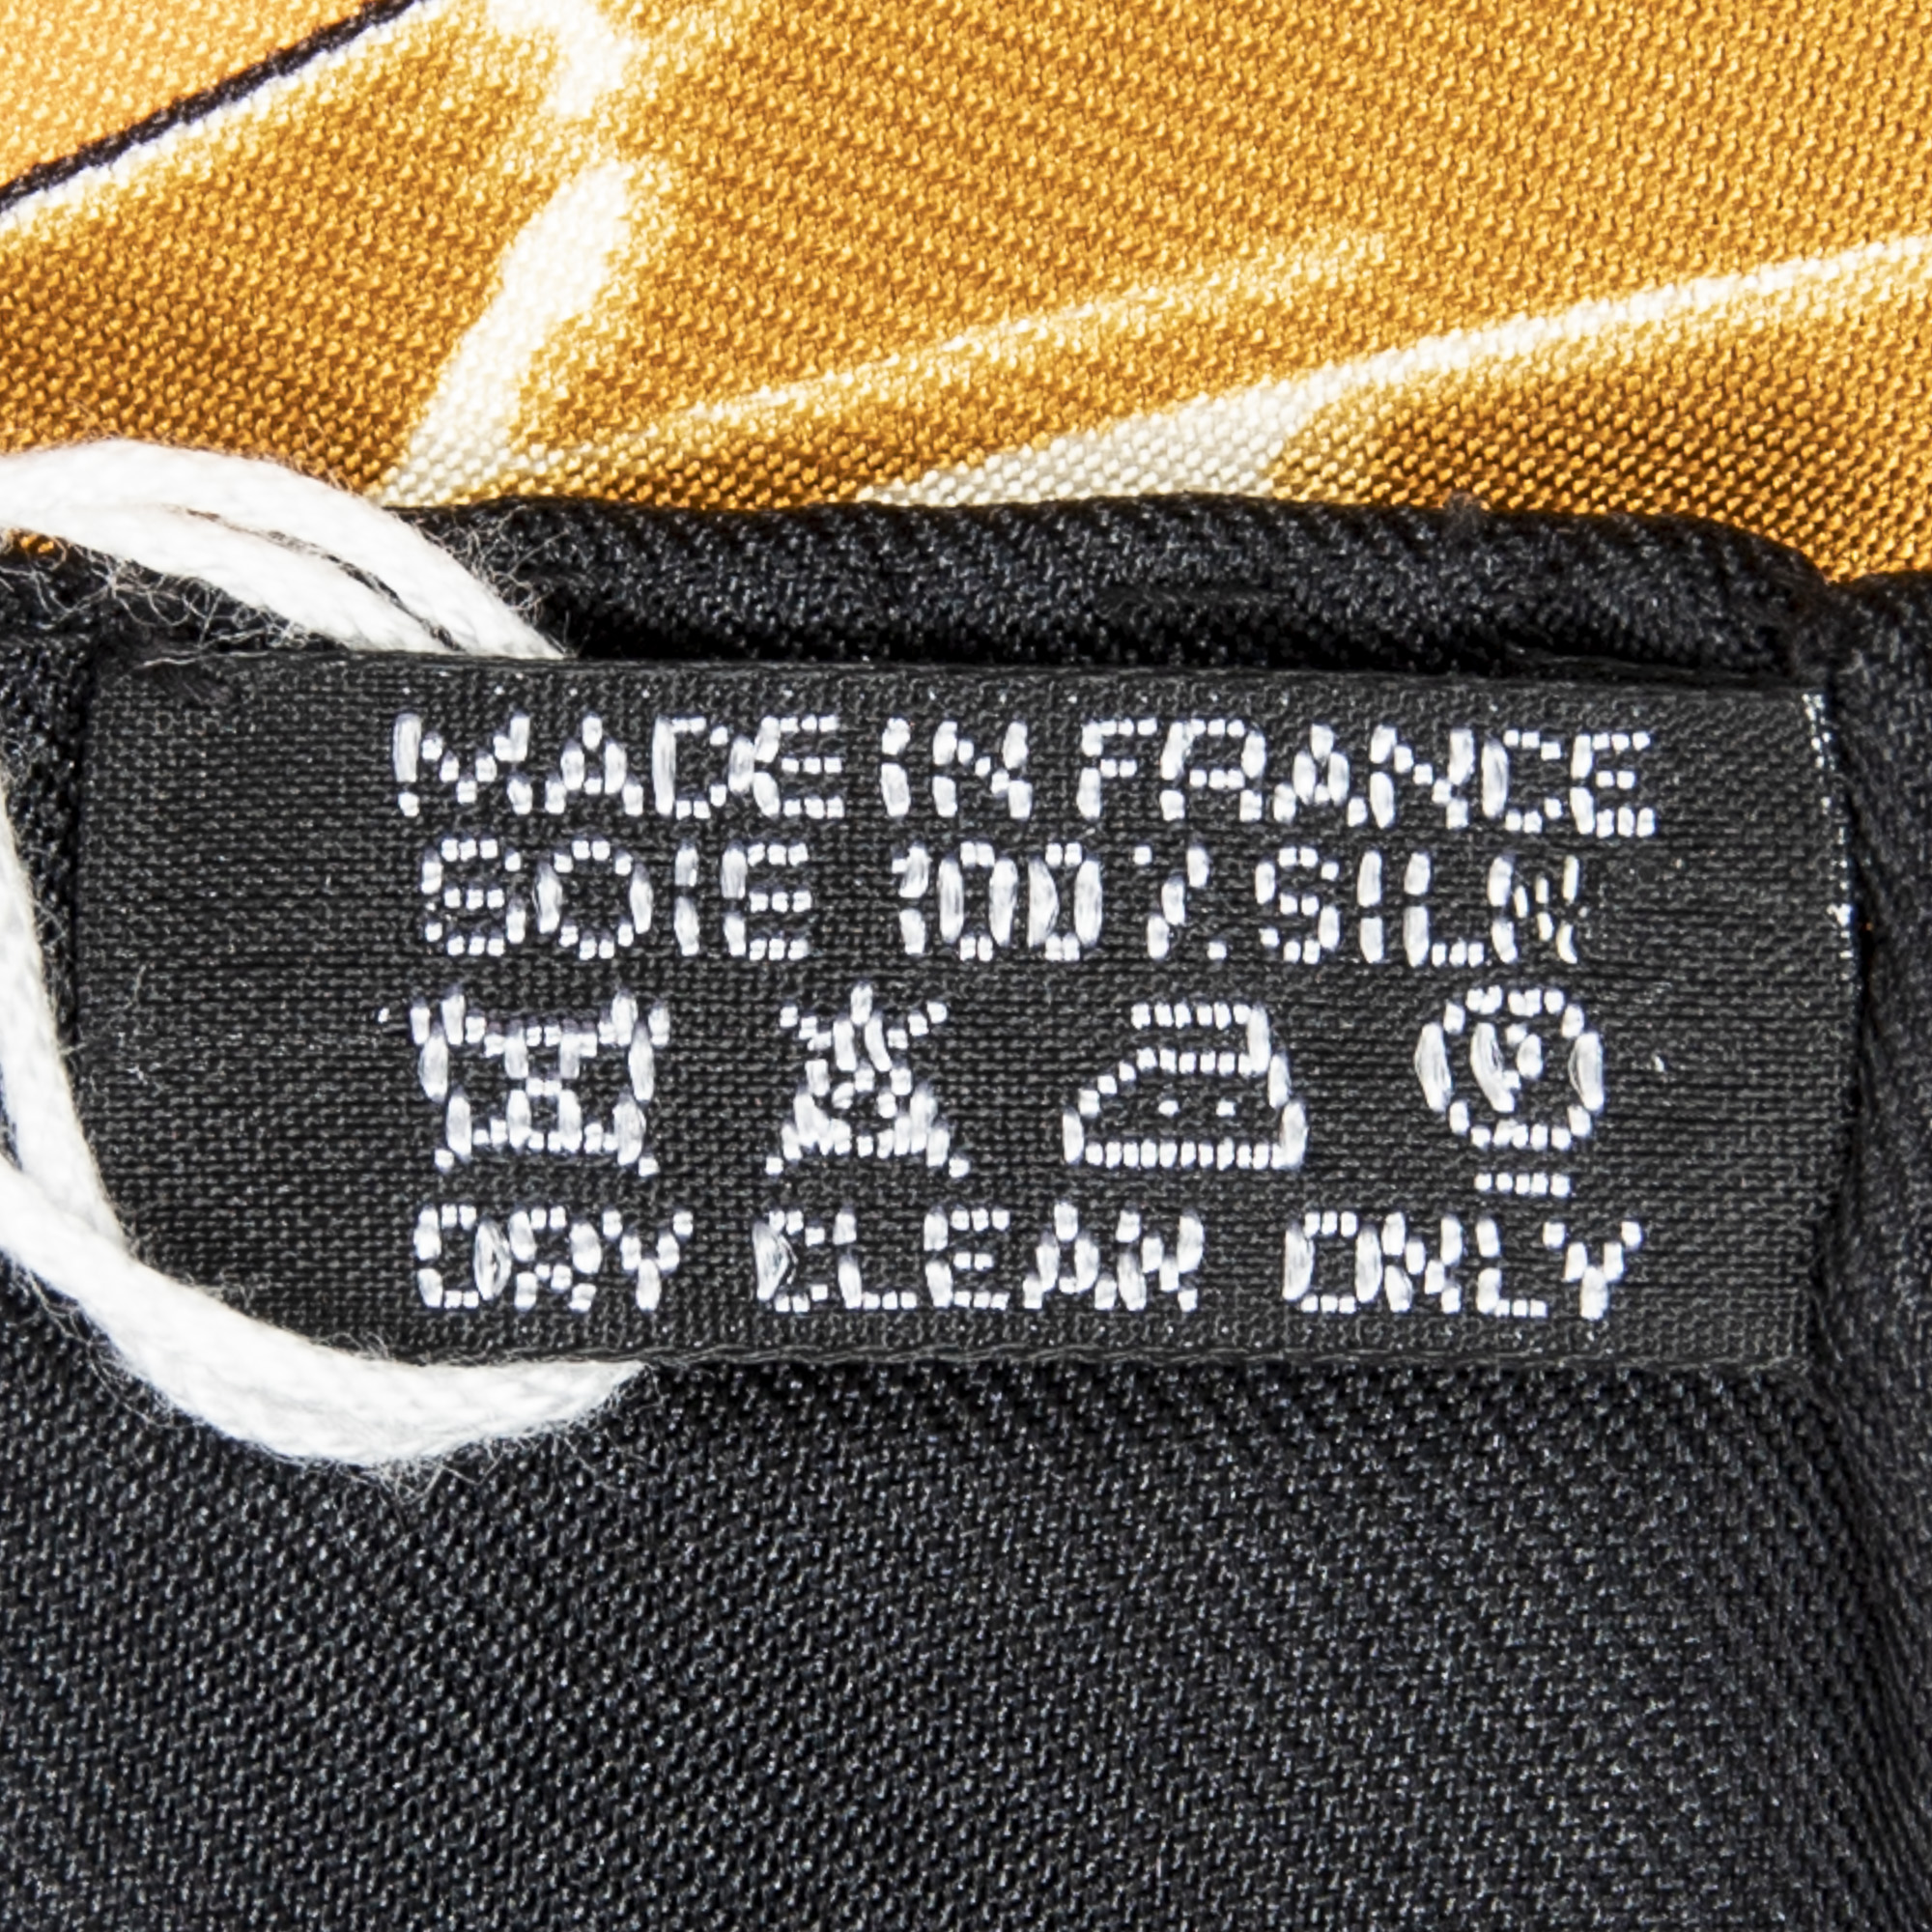 MADE IN FRANCE
SOIE 100% SILK
P
DRY CLEAN ONLY